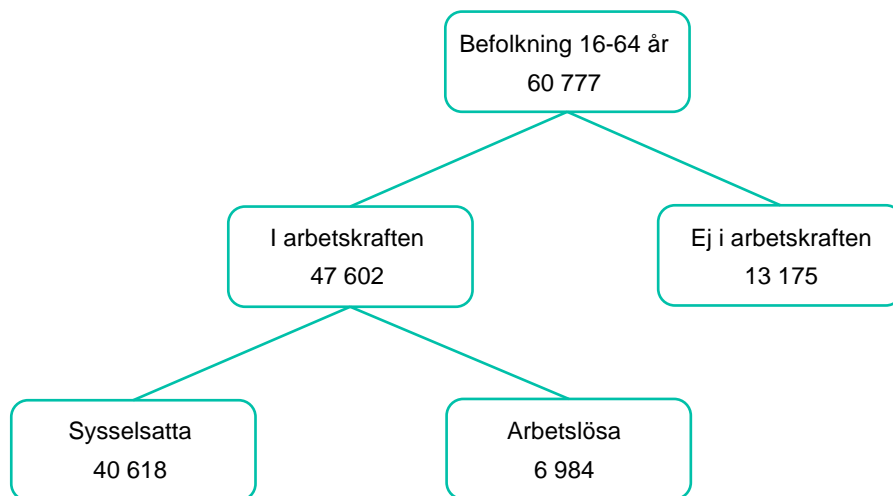 Befolkning 16-64 år
60 777
I arbetskraften
47 602
Ej i arbetskraften
13 175
Sysselsatta
40 618
Arbetslösa
6 984